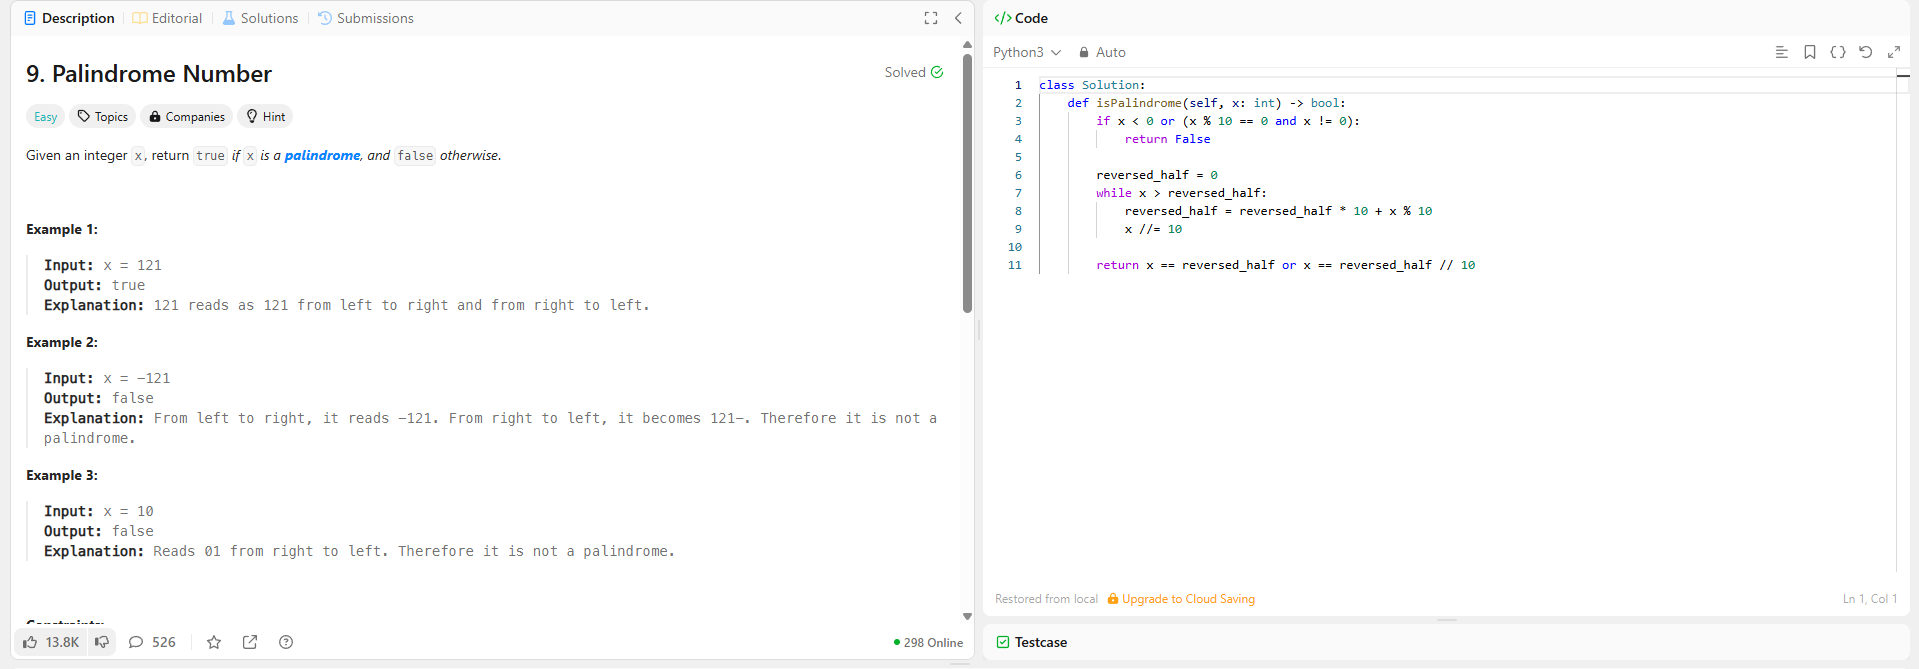 Description Editorial Solutions Submissions
9. Palindrome Number
Solved
Easy Topics Companies Hint
Given an integer x, return true if x is a palindrome, and false otherwise.
Example 1:
Input: x = 121
Output: true
Explanation: 121 reads as 121 from left to right and from right to left.
Example 2:
Input: x = -121
Output: false
Explanation: From left to right, it reads -121. From right to left, it becomes 121-. Therefore it is not a
palindrome.
Example 3:
Input: x = 10
Output: false
Explanation: Reads 01 from right to left. Therefore it is not a palindrome.
Constraints:
13.8K 526 298 Online
</> Code
Python3 Auto
1 class Solution:
2     def isPalindrome(self, x: int) -> bool:
3         if x < 0 or (x % 10 == 0 and x != 0):
4             return False
5
6         reversed_half = 0
7         while x > reversed_half:
8             reversed_half = reversed_half * 10 + x % 10
9             x //= 10
10
11         return x == reversed_half or x == reversed_half // 10
Restored from local Upgrade to Cloud Saving Ln 1, Col 1
Testcase